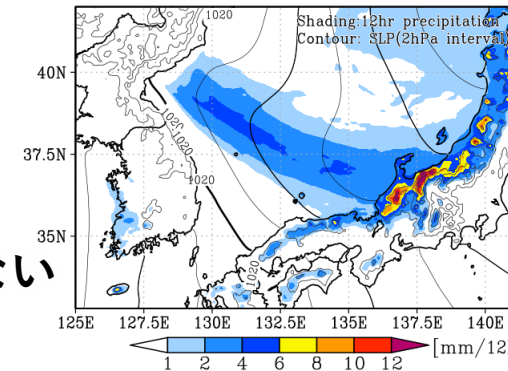 1020
Shading:12hr precipitation
Contour: SLP(2hPa interval)
40N
1020
1020
37.5N
1020
35N
ない
1020
125E 127.5E 130E 132.5E 135E 137.5E 140E
1 2 4 6 8 10 12 [mm/12